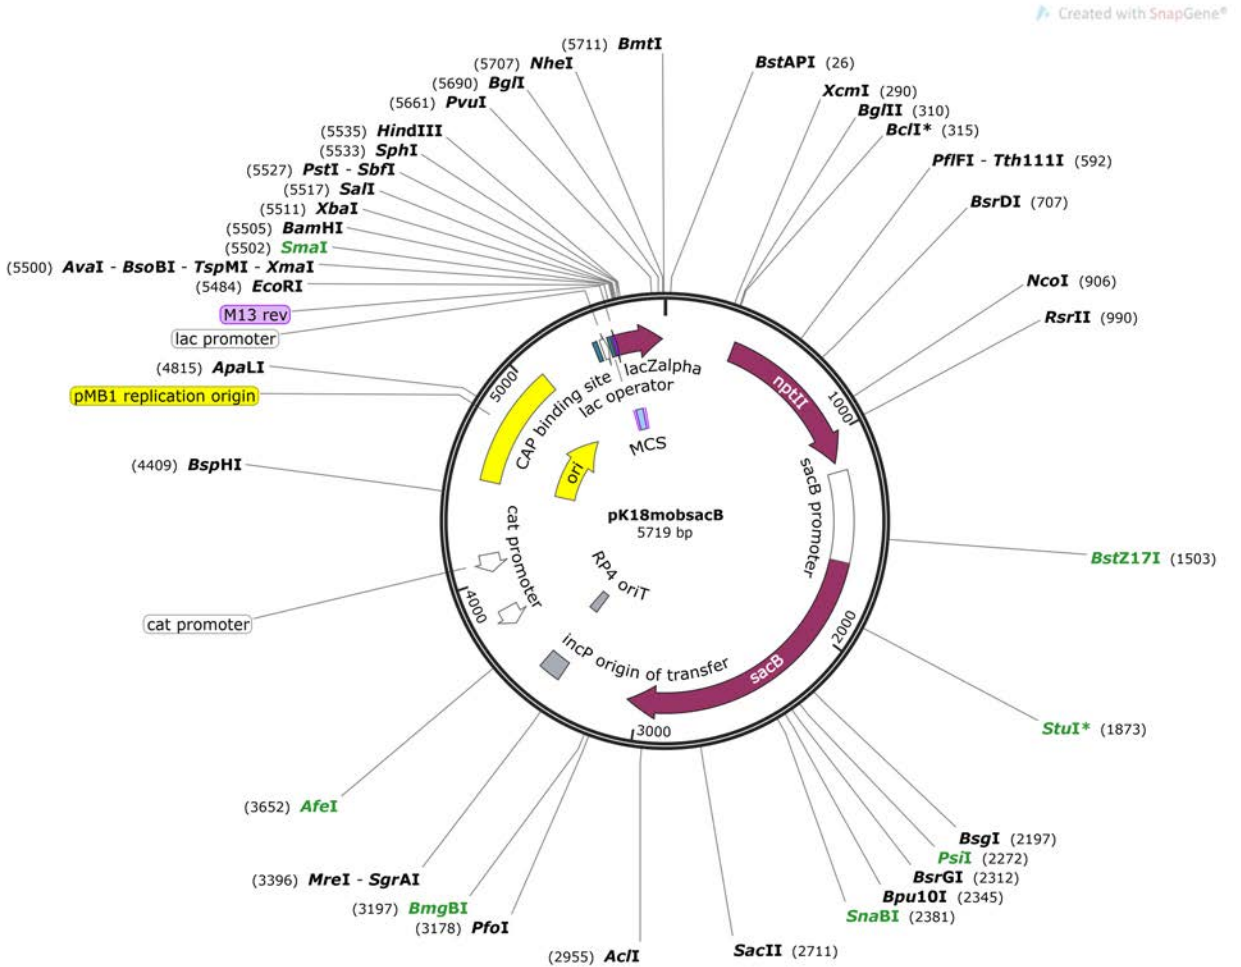 Created with SnapGene®
(5711) BmtI
(5707) NheI
(5690) BglI
(5661) PvuI
(5535) HindIII
(5533) SphI
(5527) PstI - SbfI
(5517) SalI
(5511) XbaI
(5505) BamHI
(5502) SmaI
(5500) AvaI - BsoBI - TspMI - XmaI
(5484) EcoRI
M13 rev
lac promoter
(4815) ApaLI
pMB1 replication origin
(4409) BspHI
cat promoter
(3652) AfeI
(3396) MreI - SgrAI
(3197) BmgBI
(3178) PfoI
(2955) AclI
BstAPI (26)
XcmI (290)
BglII (310)
BclI* (315)
PflFI - Tth111I (592)
BsrDI (707)
NcoI (906)
RsrII (990)
BstZ17I (1503)
StuI* (1873)
BsgI (2197)
PsiI (2272)
BsrGI (2312)
Bpu10I (2345)
SnaBI (2381)
SacII (2711)
lacZalpha
lac operator
CAP binding site
MCS
nptII
sacB promoter
sacB
ori
cat promoter
RP4 oriT
incP origin of transfer
pK18mobsacB
5719 bp
1000
2000
3000
4000
5000